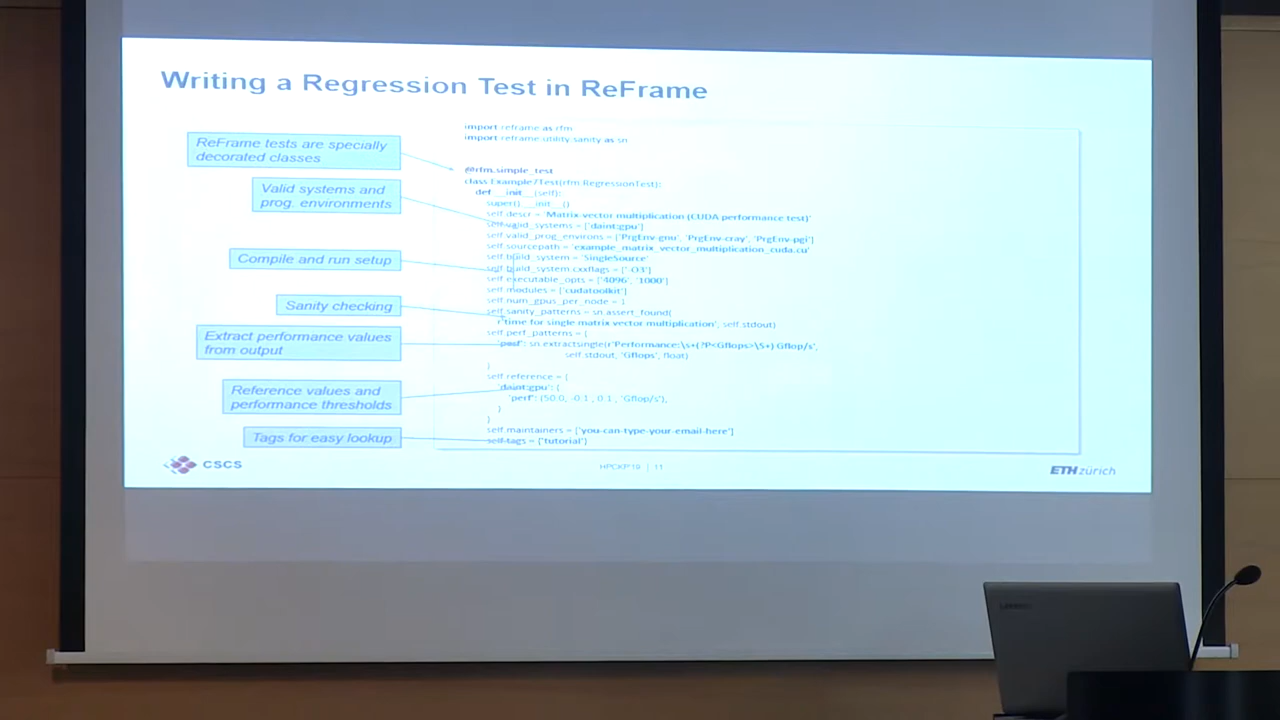 Writing a Regression Test in ReFrame
ReFrame tests are specially
decorated classes
Valid systems and
prog. environments
Compile and run setup
Sanity checking
Extract performance values
from output
Reference values and
performance thresholds
Tags for easy lookup
import reframe as rfm
import reframe.utility.sanity as sn
@rfm.simple_test
class Example7Test(rfm.RegressionTest):
def __init__(self):
super().__init__()
self.descr = 'Matrix-vector multiplication (CUDA performance test)'
self.valid_systems = ['daint:gpu']
self.valid_prog_environs = ['PrgEnv-gnu', 'PrgEnv-cray', 'PrgEnv-pgi']
self.sourcepath = 'example_matrix_vector_multiplication_cuda.cu'
self.build_system = 'SingleSource'
self.build_system.cxxflags = ['-O3']
self.executable_opts = ['4096', '1000']
self.modules = ['cudatoolkit']
self.num_gpus_per_node = 1
self.sanity_patterns = sn.assert_found(
r'time for single matrix vector multiplication', self.stdout)
self.perf_patterns = {
'perf': sn.extractsingle(r'Performance:\s+(?P<Gflops>\S+) Gflop/s',
self.stdout, 'Gflops', float)
}
self.reference = {
'daint:gpu': {
'perf': (50.0, -0.1, 0.1, 'Gflop/s'),
}
}
self.maintainers = ['you-can-type-your-email-here']
self.tags = ['tutorial']
CSCS
HPCKP'19 | 11
ETH zürich
Lenovo